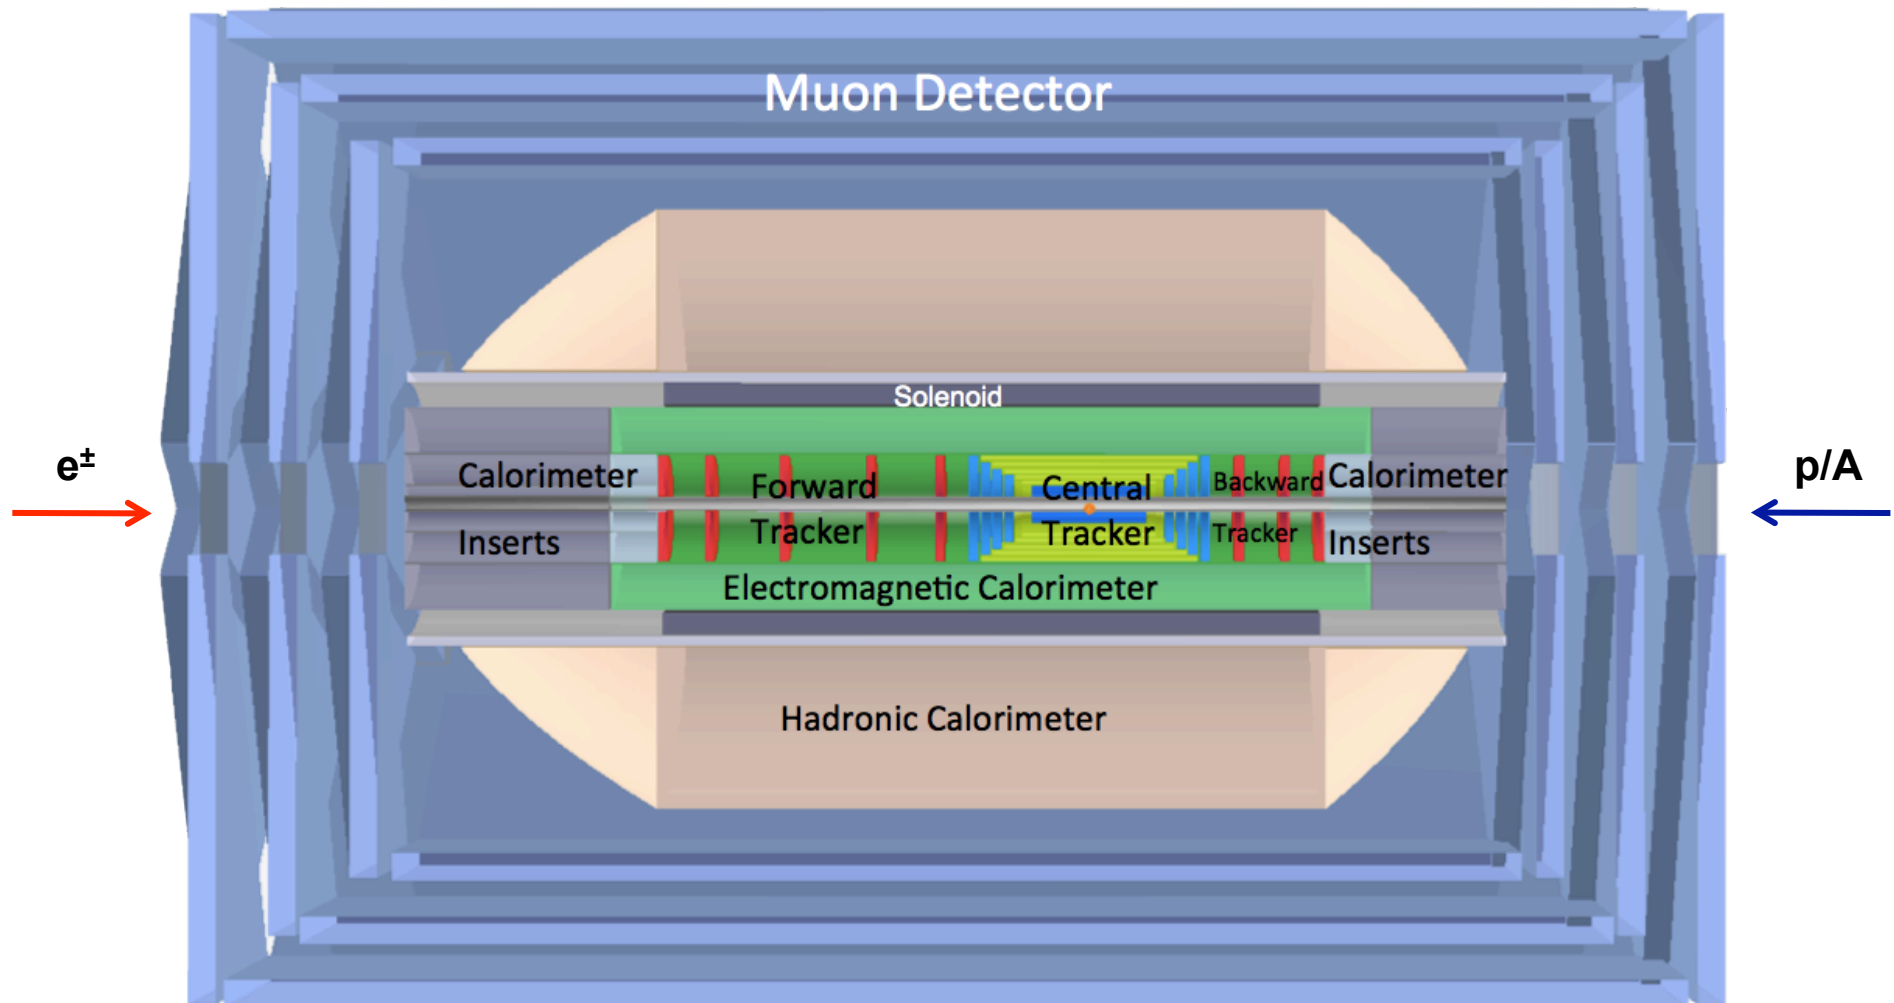 Muon Detector
Solenoid
e±
p/A
Calorimeter
Inserts
Forward
Tracker
Central
Tracker
Backward
Tracker
Calorimeter
Inserts
Electromagnetic Calorimeter
Hadronic Calorimeter